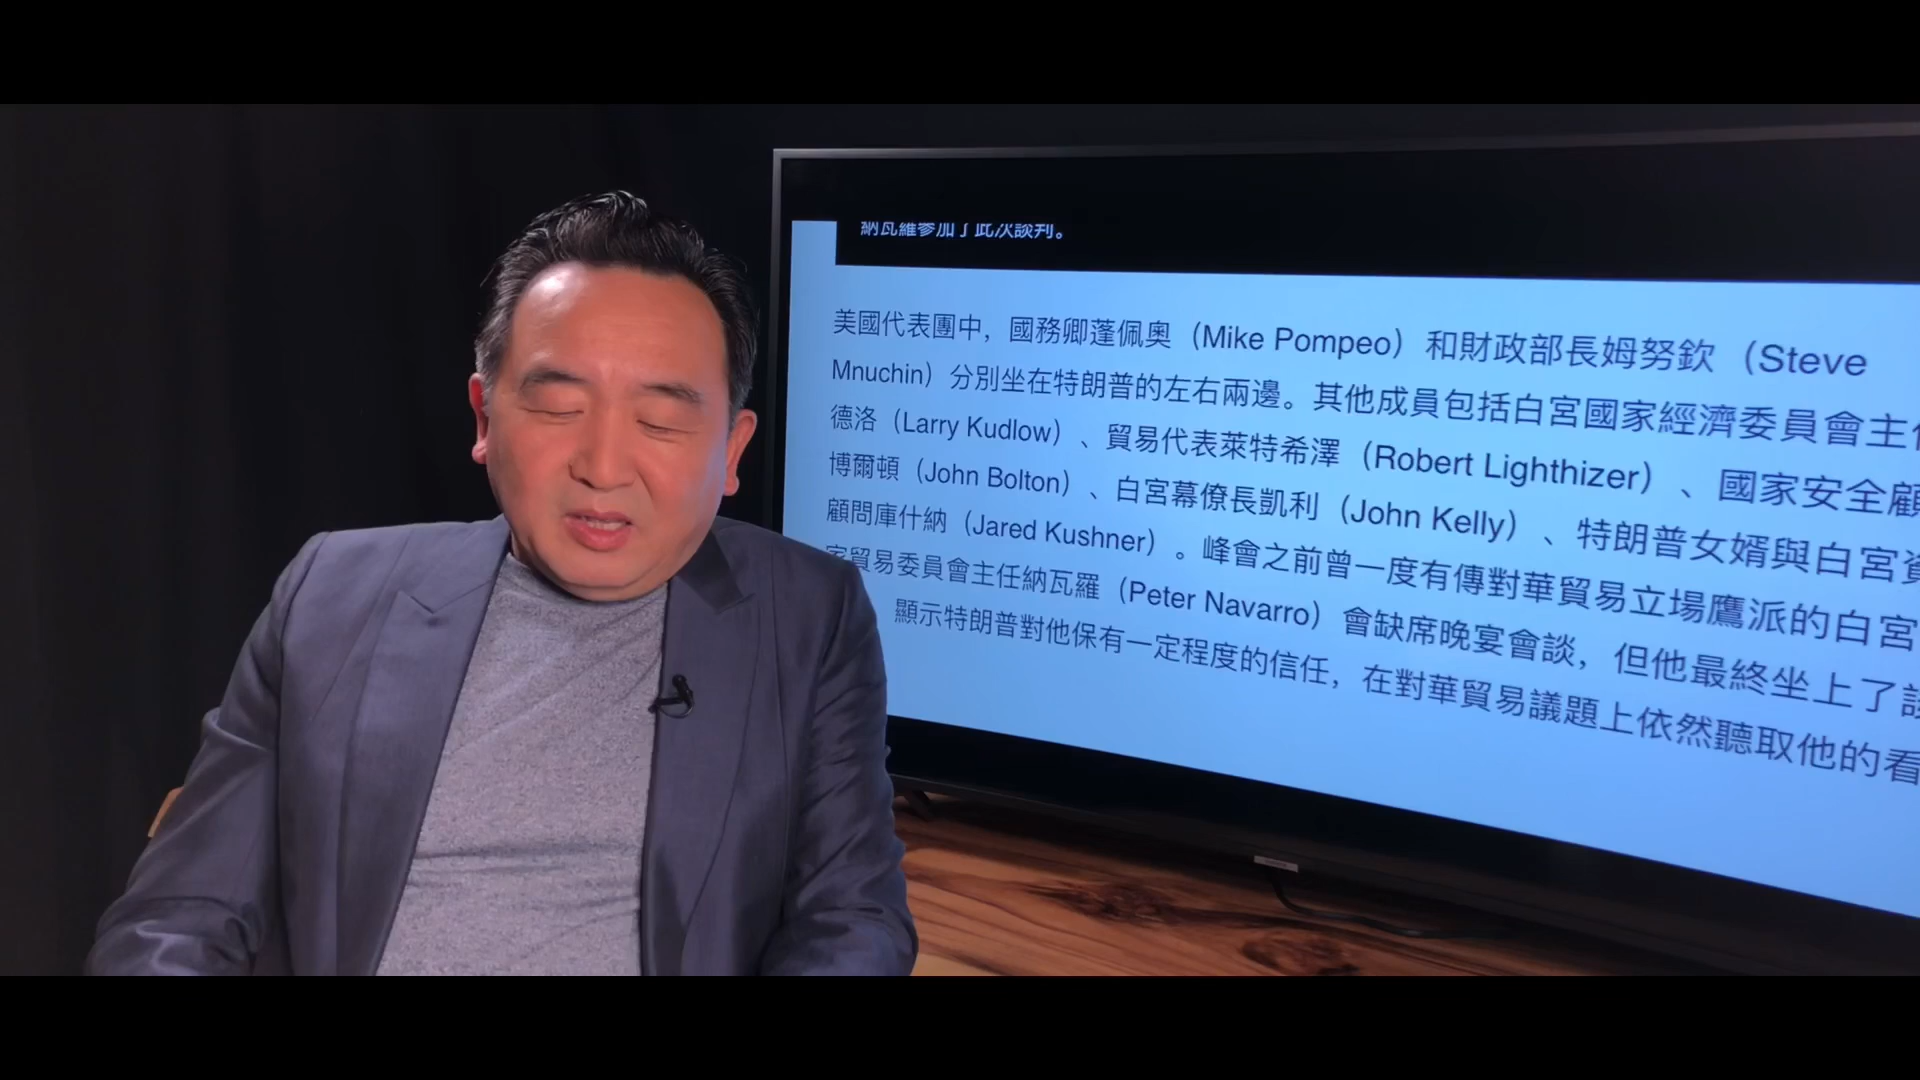 納瓦羅參加了此次談判。
美國代表團中，國務卿蓬佩奧（Mike Pompeo）和財政部長姆努欽（Steve
Mnuchin）分別坐在特朗普的左右兩邊。其他成員包括白宮國家經濟委員會主
德洛（Larry Kudlow）、貿易代表萊特希澤（Robert Lighthizer）、國家安全顧
博爾頓（John Bolton）、白宮幕僚長凱利（John Kelly）、特朗普女婿與白宮資
顧問庫什納（Jared Kushner）。峰會之前曾一度有傳對華貿易立場鷹派的白宮
家貿易委員會主任納瓦羅（Peter Navarro）會缺席晚宴會談，但他最終坐上了
顯示特朗普對他保有一定程度的信任，在對華貿易議題上依然聽取他的看